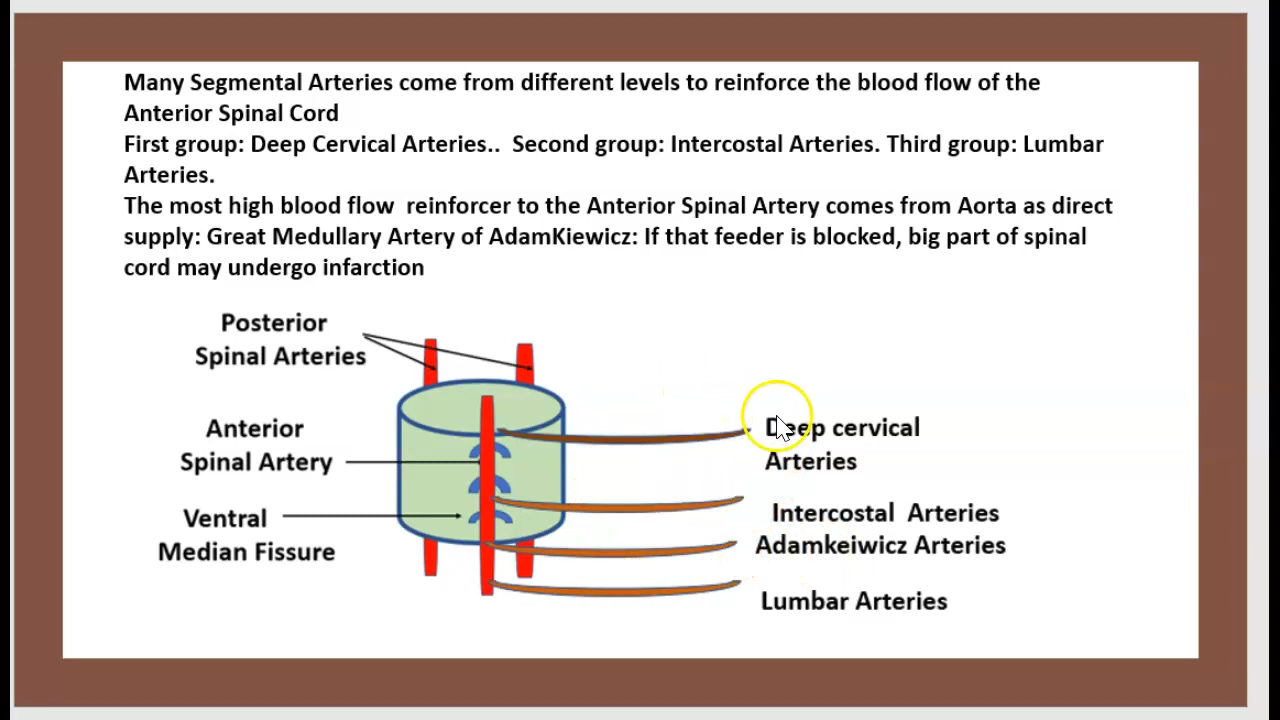 Many Segmental Arteries come from different levels to reinforce the blood flow of the
Anterior Spinal Cord
First group: Deep Cervical Arteries..  Second group: Intercostal Arteries. Third group: Lumbar
Arteries.
The most high blood flow  reinforcer to the Anterior Spinal Artery comes from Aorta as direct
supply: Great Medullary Artery of AdamKiewicz: If that feeder is blocked, big part of spinal
cord may undergo infarction
Posterior
Spinal Arteries
Anterior
Spinal Artery
Ventral
Median Fissure
Deep cervical
Arteries
Intercostal  Arteries
Adamkeiwicz Arteries
Lumbar Arteries